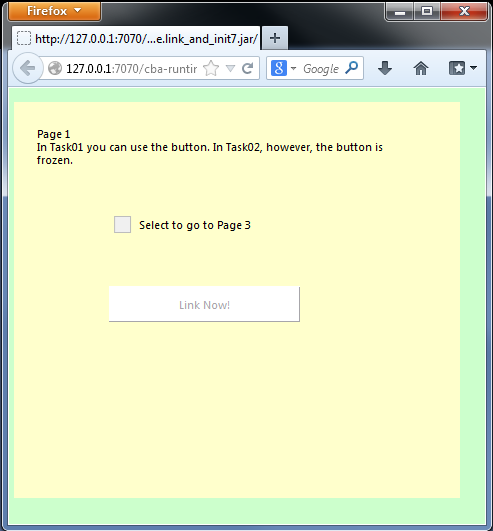 Firefox
http://127.0.0.1:7070/...e.link_and_init7.jar/
127.0.0.1:7070/cba-runtin
Google
Page 1
In Task01 you can use the button. In Task02, however, the button is
frozen.
Select to go to Page 3
Link Now!